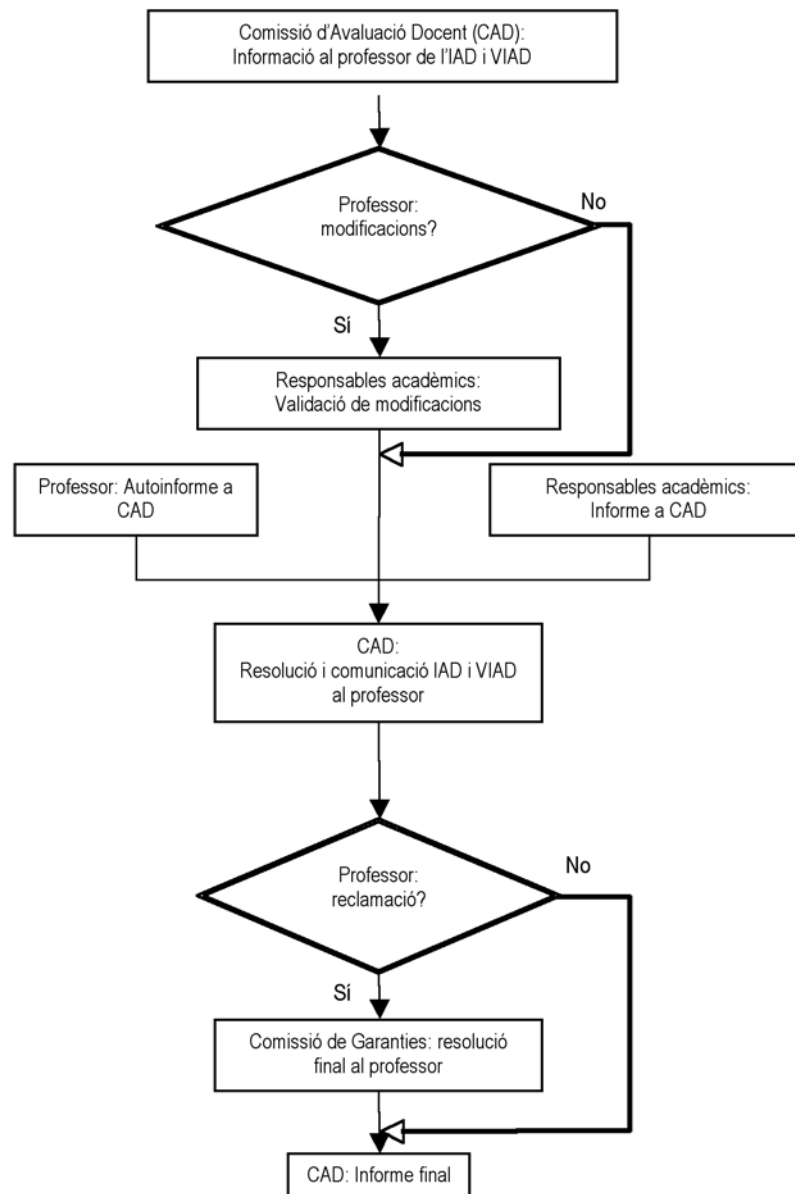 Comissió d'Avaluació Docent (CAD):
Informació al professor de l'IAD i VIAD
Professor:
modificacions?
No
Sí
Responsables acadèmics:
Validació de modificacions
Professor: Autoinforme a
CAD
Responsables acadèmics:
Informe a CAD
CAD:
Resolució i comunicació IAD i VIAD
al professor
Professor:
reclamació?
No
Sí
Comissió de Garanties: resolució
final al professor
CAD: Informe final